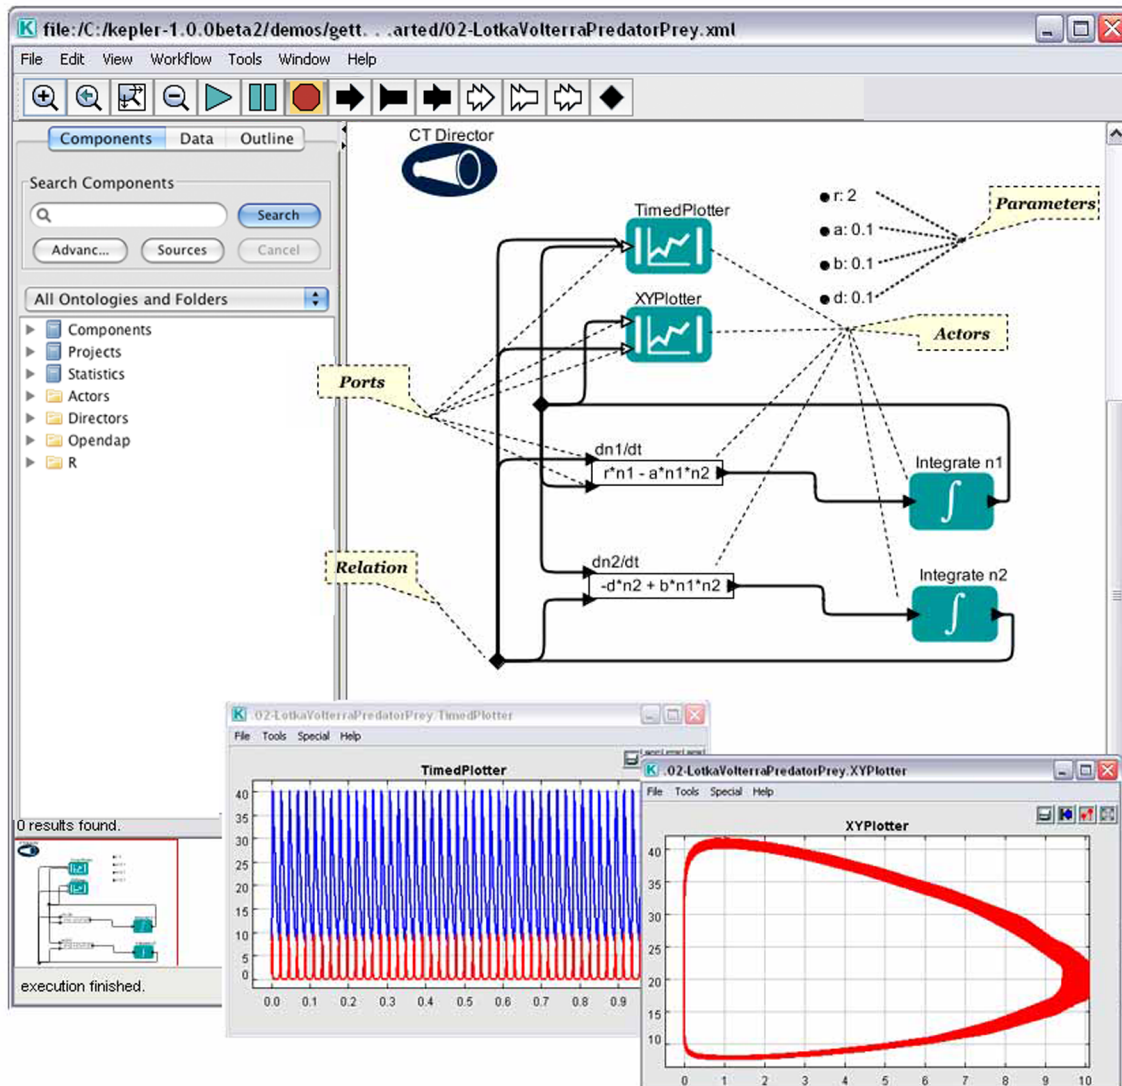 file:/C:/kepler-1.0.0beta2/demos/gett. . .arted/02-LotkaVolterraPredatorPrey.xml
File Edit View Workflow Tools Window Help
Components Data Outline
Search Components
Search
Advanc... Sources Cancel
All Ontologies and Folders
Components
Projects
Statistics
Actors
Directors
Opendap
R
0 results found.
execution finished.
CT Director
TimedPlotter
XYPlotter
r: 2
a: 0.1
b: 0.1
d: 0.1
Parameters
Actors
Ports
dn1/dt
r*n1 - a*n1*n2
Integrate n1
∫
Relation
dn2/dt
-d*n2 + b*n1*n2
Integrate n2
∫
.02-LotkaVolterraPredatorPrey.TimedPlotter
File Tools Special Help
TimedPlotter
40
35
30
25
20
15
10
5
0
0.0 0.1 0.2 0.3 0.4 0.5 0.6 0.7 0.8 0.9
.02-LotkaVolterraPredatorPrey.XYPlotter
File Tools Special Help
XYPlotter
40
35
30
25
20
15
10
0 1 2 3 4 5 6 7 8 9 10